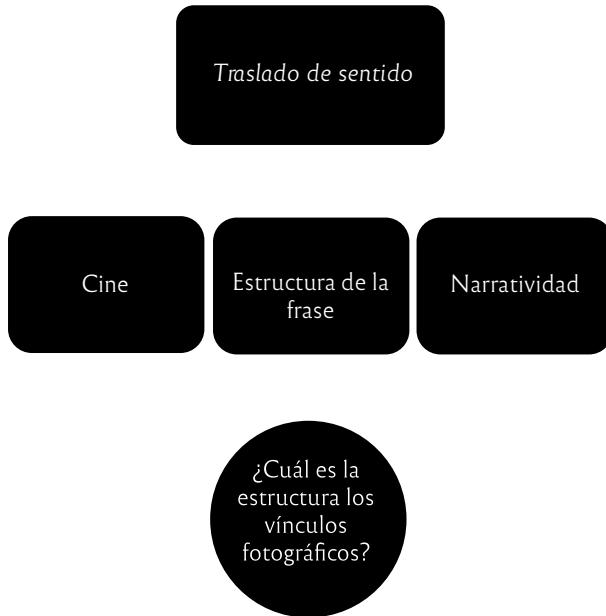 Traslado de sentido
Cine
Estructura de la
frase
Narratividad
¿Cuál es la
estructura los
vínculos
fotográficos?